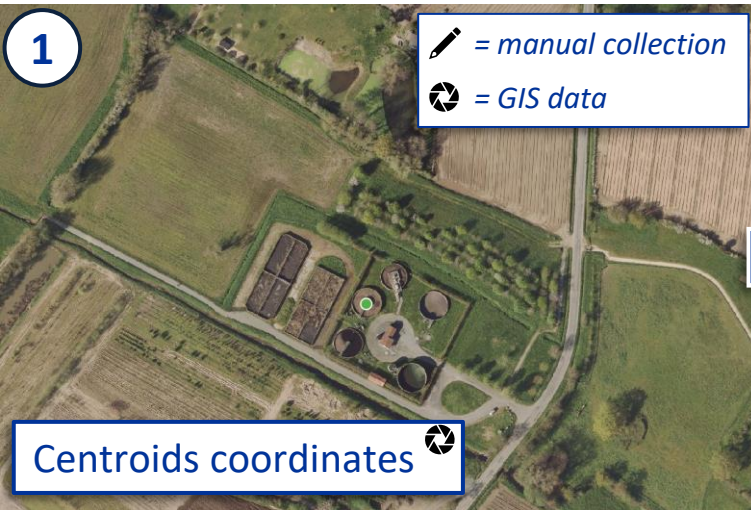 1
= manual collection
= GIS data
Centroids coordinates